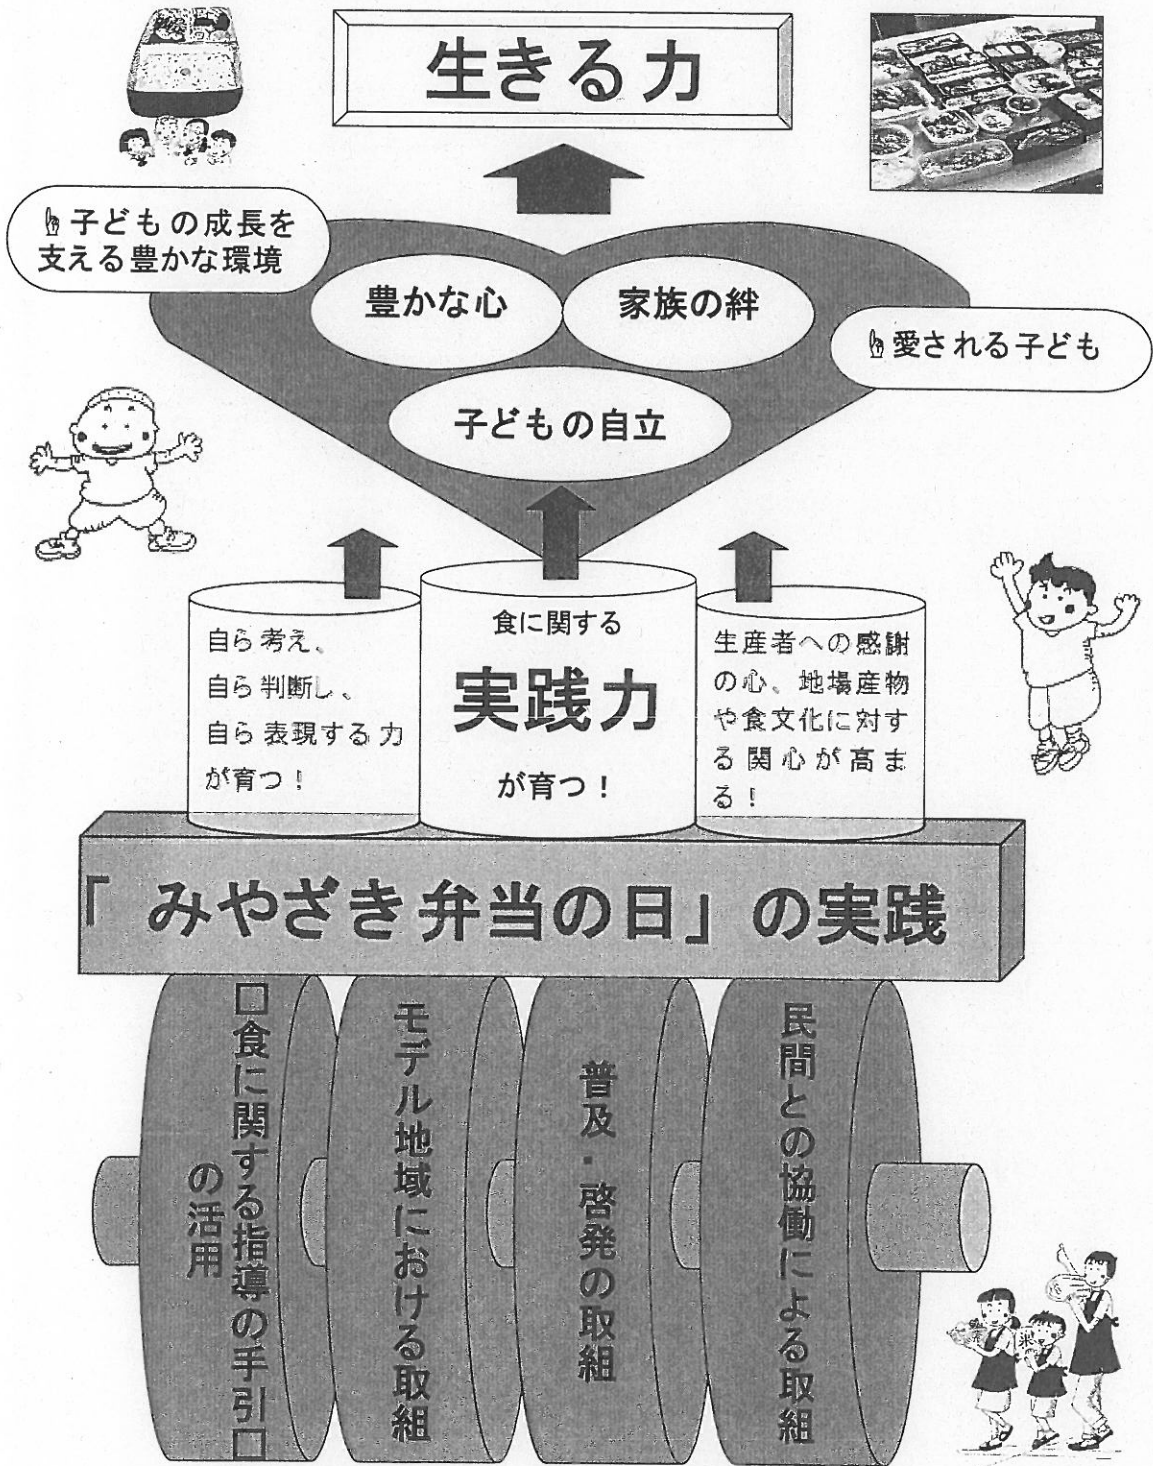 生きる力
子どもの成長を
支える豊かな環境
豊かな心
家族の絆
愛される子ども
子どもの自立
自ら考え、
自ら判断し、
自ら表現する力
が育つ！
食に関する
実践力
が育つ！
生産者への感謝
の心、地場産物
や食文化に対す
る関心が高ま
る！
「みやざき弁当の日」の実践
□食に関する指導の手引□
の活用
モデル地域における取組
普及・啓発の取組
民間との協働による取組
米